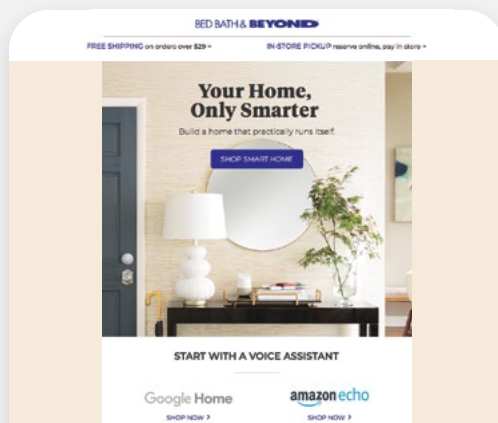 BED BATH & BEYOND
FREE SHIPPING on orders over $29 >
IN-STORE PICKUP reserve online, pay in store >
Your Home,
Only Smarter
Build a home that practically runs itself.
SHOP SMART HOME
START WITH A VOICE ASSISTANT
Google Home
amazon echo
SHOP NOW >
SHOP NOW >